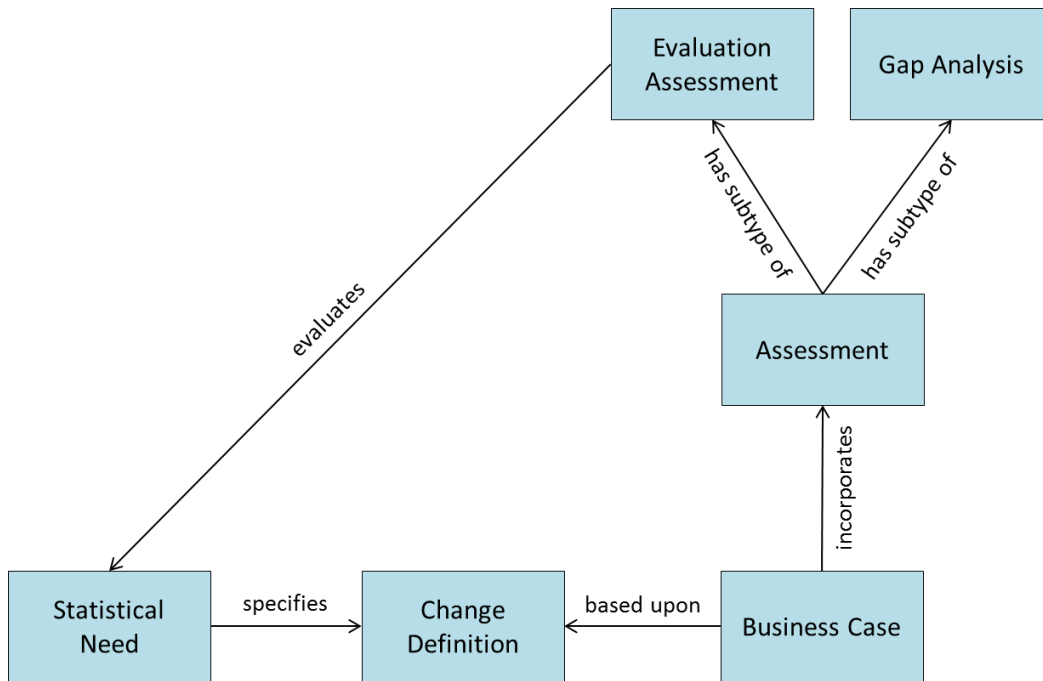 Evaluation
Assessment
Gap Analysis
has subtype of
has subtype of
evaluates
Assessment
incorporates
Statistical
Need
specifies
Change
Definition
based upon
Business Case